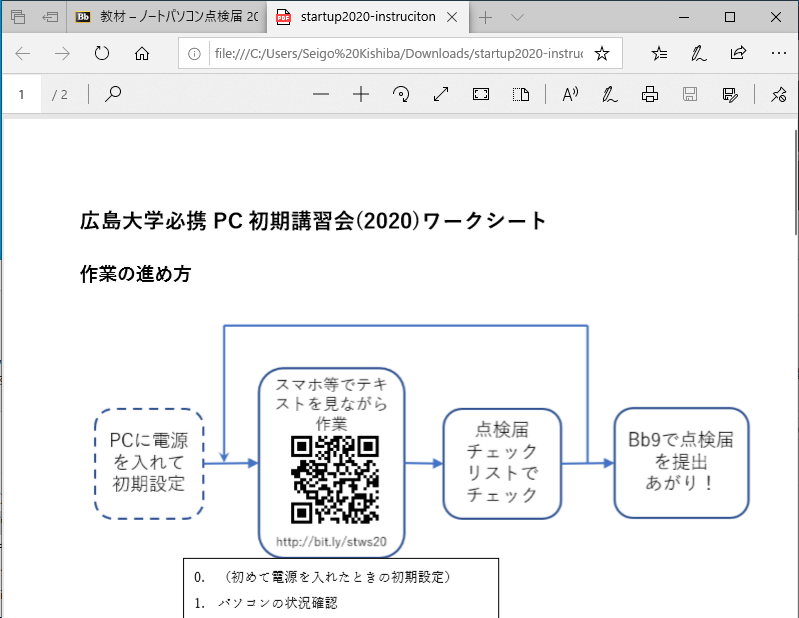 教材 – ノートパソコン点検届 20
startup2020-instruciton
file:///C:/Users/Seigo%20Kishiba/Downloads/startup2020-instruc
1 / 2
広島大学必携 PC 初期講習会(2020)ワークシート
作業の進め方
PCに電源
を入れて
初期設定
スマホ等でテキ
ストを見ながら
作業
http://bit.ly/stws20
点検届
チェック
リストで
チェック
Bb9で点検届
を提出
あがり！
0. （初めて電源を入れたときの初期設定）
1. パソコンの状況確認